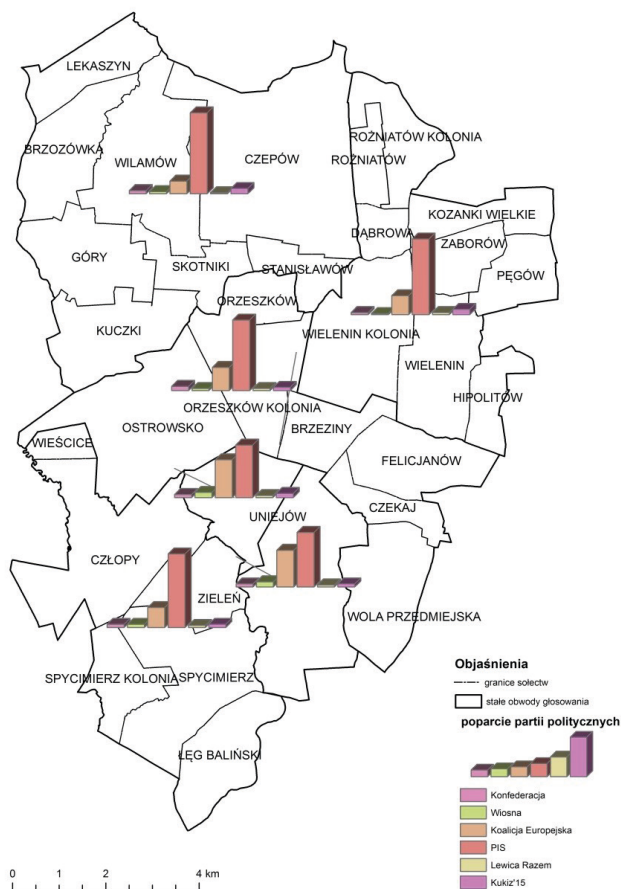 LEKASZYN
ROŻNIATÓW KOLONIA
BRZOZÓWKA
WILAMÓW
CZEPÓW
ROŻNIATÓW
KOZANKI WIELKIE
DĄBROWA
ZABORÓW
GÓRY
SKOTNIKI
STANISŁAWÓW
PĘGÓW
ORZESZKÓW
KUCZKI
WIELENIN KOLONIA
WIELENIN
HIPOLITÓW
ORZESZKÓW KOLONIA
OSTROWSKO
BRZEZINY
WIEŚCICE
FELICJANÓW
CZEKAJ
UNIEJÓW
CZŁOPY
ZIELEŃ
WOLA PRZEDMIEJSKA
SPYCIMIERZ KOLONIA
SPYCIMIERZ
ŁĘG BALIŃSKI
Objaśnienia
granice sołectw
stałe obwody głosowania
poparcie partii politycznych
Konfederacja
Wiosna
Koalicja Europejska
PIS
Lewica Razem
Kukiz'15
0 1 2 4 km